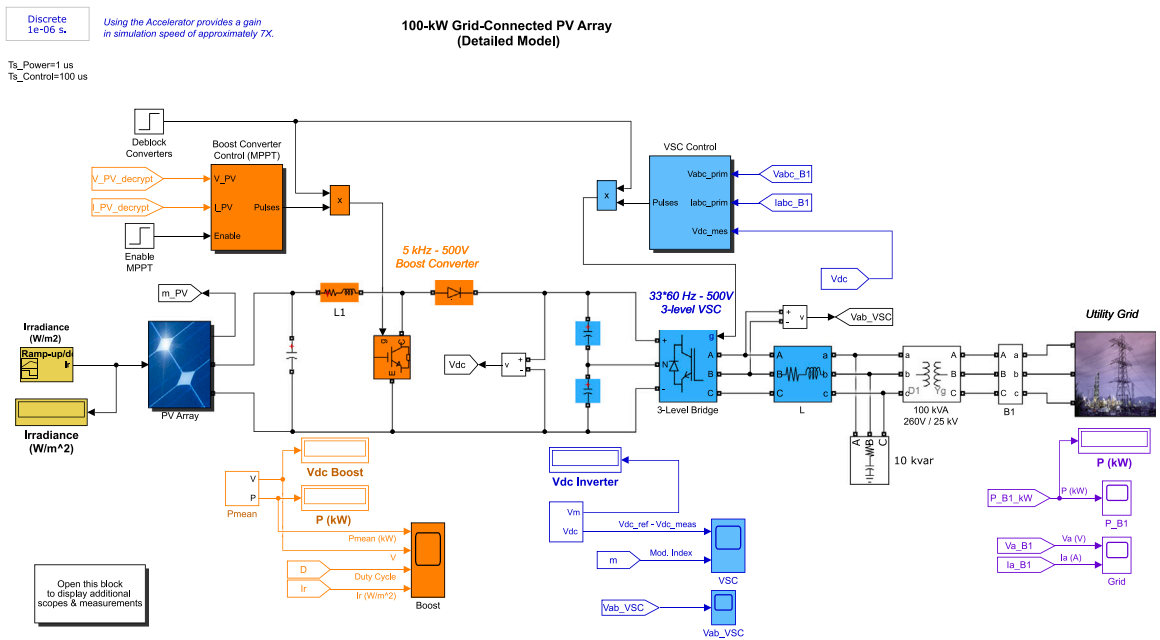 Discrete
1e-06 s.
Using the Accelerator provides a gain
in simulation speed of approximately 7X.
100-kW Grid-Connected PV Array
(Detailed Model)
Ts_Power=1 us
Ts_Control=100 us
Deblock
Converters
Boost Converter
Control (MPPT)
V_PV_decrypt
I_PV_decrypt
V_PV
I_PV
Pulses
Enable
Enable
MPPT
x
x
VSC Control
Vabc_prim
Iabc_prim
Pulses
Vdc_mes
Vabc_B1
Iabc_B1
Vdc
5 kHz - 500V
Boost Converter
33*60 Hz - 500V
3-level VSC
m_PV
L1
Irradiance
(W/m2)
Ramp-up/do
Ir
PV Array
Irradiance
(W/m^2)
g
C
E
Vdc
v
+
-
+
N
-
g
A
B
C
3-Level Bridge
+
-
v
Vab_VSC
A
B
C
a
b
c
L
A
B
C
10 kvar
a
b
c
D1
Yg
A
B
C
100 kVA
260V / 25 kV
A
B
C
a
b
c
B1
Utility Grid
Vdc Boost
P (kW)
V
P
Pmean
Pmean (kW)
V
D
Duty Cycle
Ir
Ir (W/m^2)
Boost
Vdc Inverter
Vm
Vdc
Vdc_ref - Vdc_meas
m
Mod. Index
VSC
Vab_VSC
Vab_VSC
P (kW)
P_B1_kW
P (kW)
P_B1
Va_B1
Va (V)
Ia_B1
Ia (A)
Grid
Open this block
to display additional
scopes & measurements